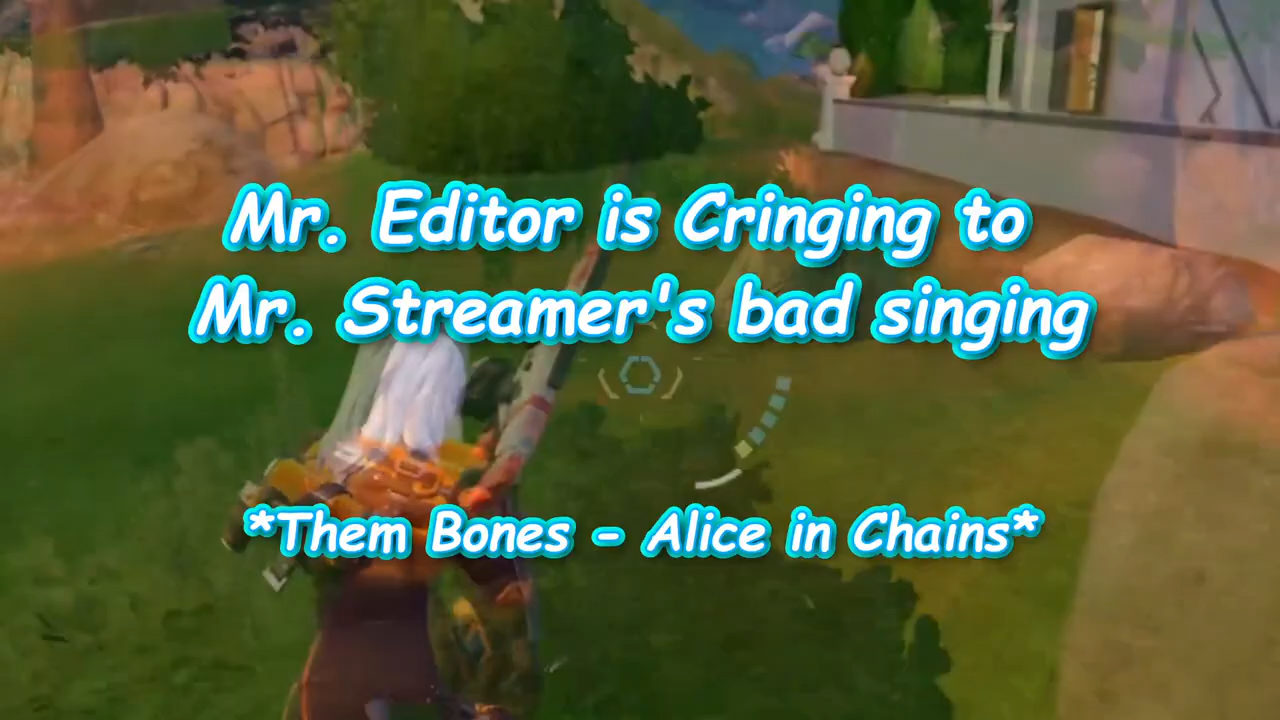 Mr. Editor is Cringing to
Mr. Streamer's bad singing
*Them Bones - Alice in Chains*